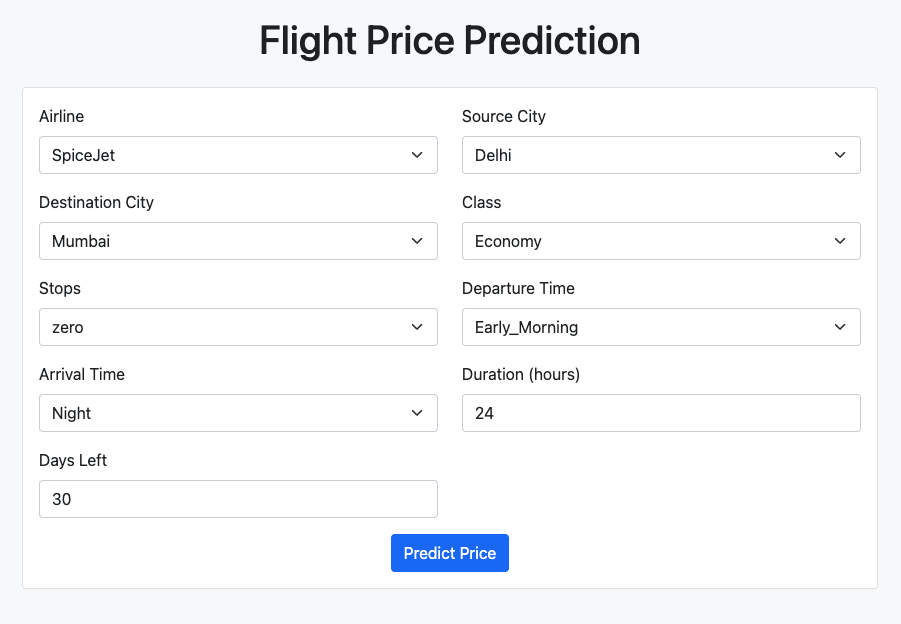 Flight Price Prediction
Airline
Source City
SpiceJet
Delhi
Destination City
Class
Mumbai
Economy
Stops
Departure Time
zero
Early_Morning
Arrival Time
Duration (hours)
Night
24
Days Left
30
Predict Price